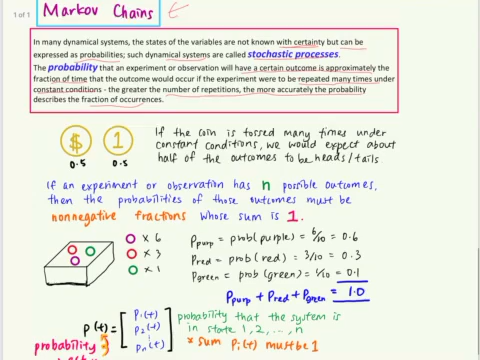 1 of 1
Markov Chains
In many dynamical systems, the states of the variables are not known with certainty but can be
expressed as probabilities; such dynamical systems are called stochastic processes.
The probability that an experiment or observation will have a certain outcome is approximately the
fraction of time that the outcome would occur if the experiment were to be repeated many times under
constant conditions - the greater the number of repetitions, the more accurately the probability
describes the fraction of occurrences.
$ 1
0.5 0.5
If the coin is tossed many times under
constant conditions, we would expect about
half of the outcomes to be heads/tails
If an experiment or observation has n possible outcomes,
then the probabilities of those outcomes must be
nonnegative fractions whose sum is 1.
x 6
x 3
x 1
Ppurp = prob(purple) = 6/10 = 0.6
Pred = prob(red) = 3/10 = 0.3
Pgreen = prob(green) = 1/10 = 0.1
Ppurp + Pred + Pgreen = 1.0
P(t) = [P1(t) P2(t) ⋮ Pn(t)]
probability that the system is
in state 1, 2, ..., n
* sum Pi(t) must be 1
probability